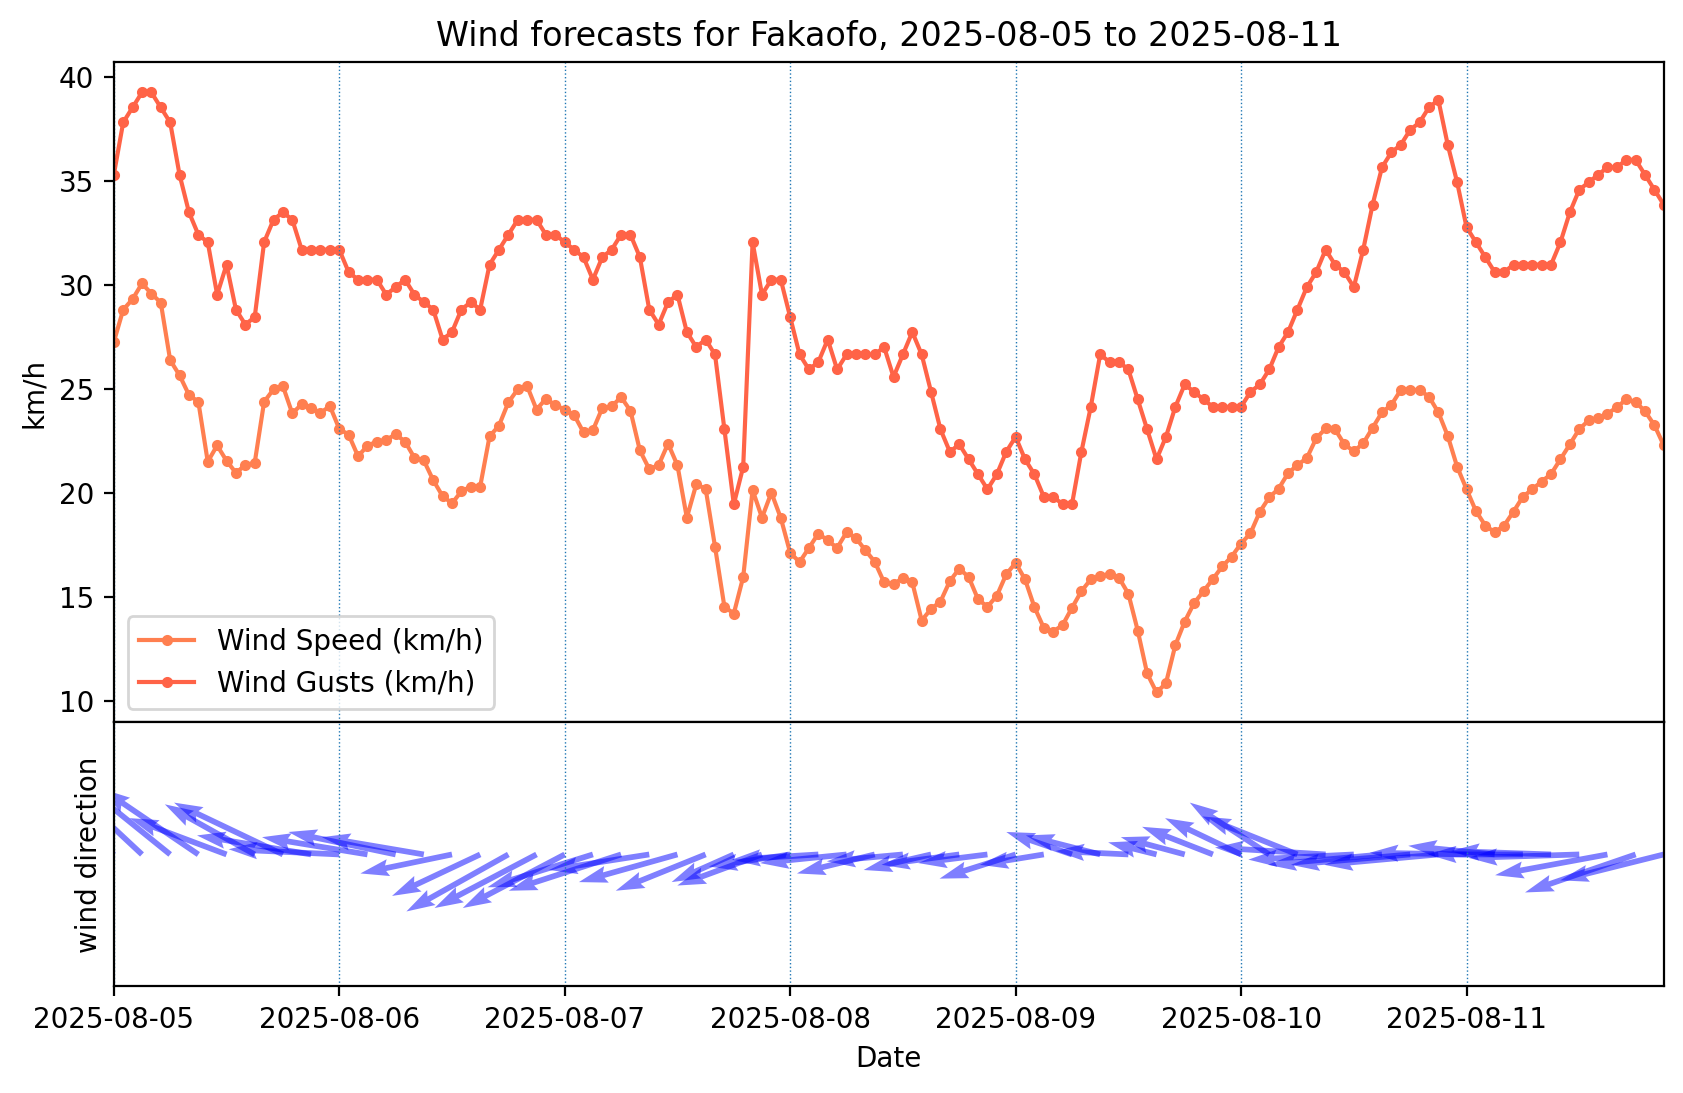 Wind forecasts for Fakaofo, 2025-08-05 to 2025-08-11
40
35
30
25
20
15
10
km/h
Wind Speed (km/h)
Wind Gusts (km/h)
wind direction
2025-08-05 2025-08-06 2025-08-07 2025-08-08 2025-08-09 2025-08-10 2025-08-11
Date